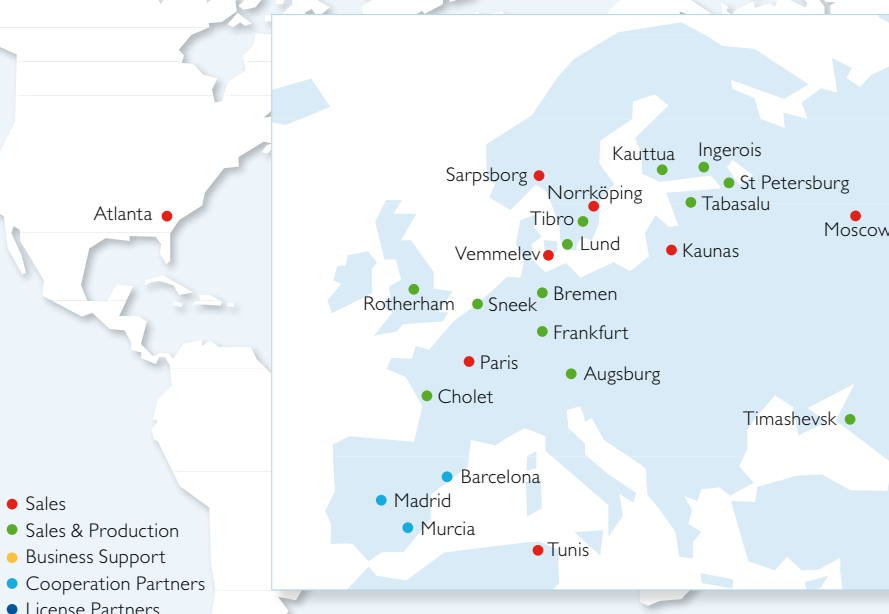 Kauttua
Ingerois
Sarpsborg
St Petersburg
Norrköping
Tabasalu
Atlanta
Tibro
Moscow
Lund
Kaunas
Vemmelev
Bremen
Rotherham
Sneek
Frankfurt
Paris
Augsburg
Cholet
Timashevsk
Barcelona
Madrid
Murcia
Tunis
Sales
Sales & Production
Business Support
Cooperation Partners
License Partners